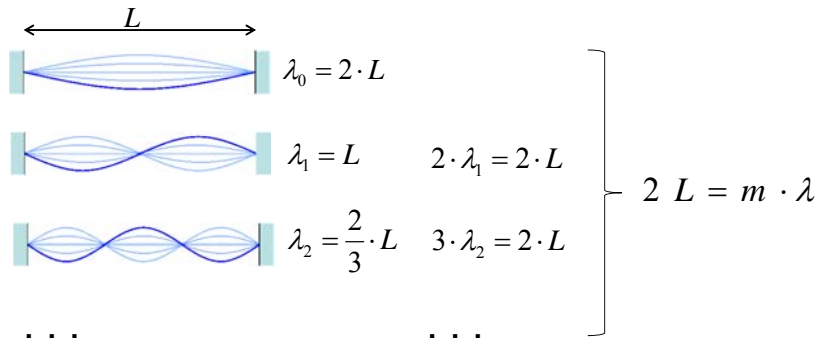 L
λ₀ = 2 · L
λ₁ = L 2 · λ₁ = 2 · L
λ₂ = 2/3 · L 3 · λ₂ = 2 · L
2 L = m · λ
... ...